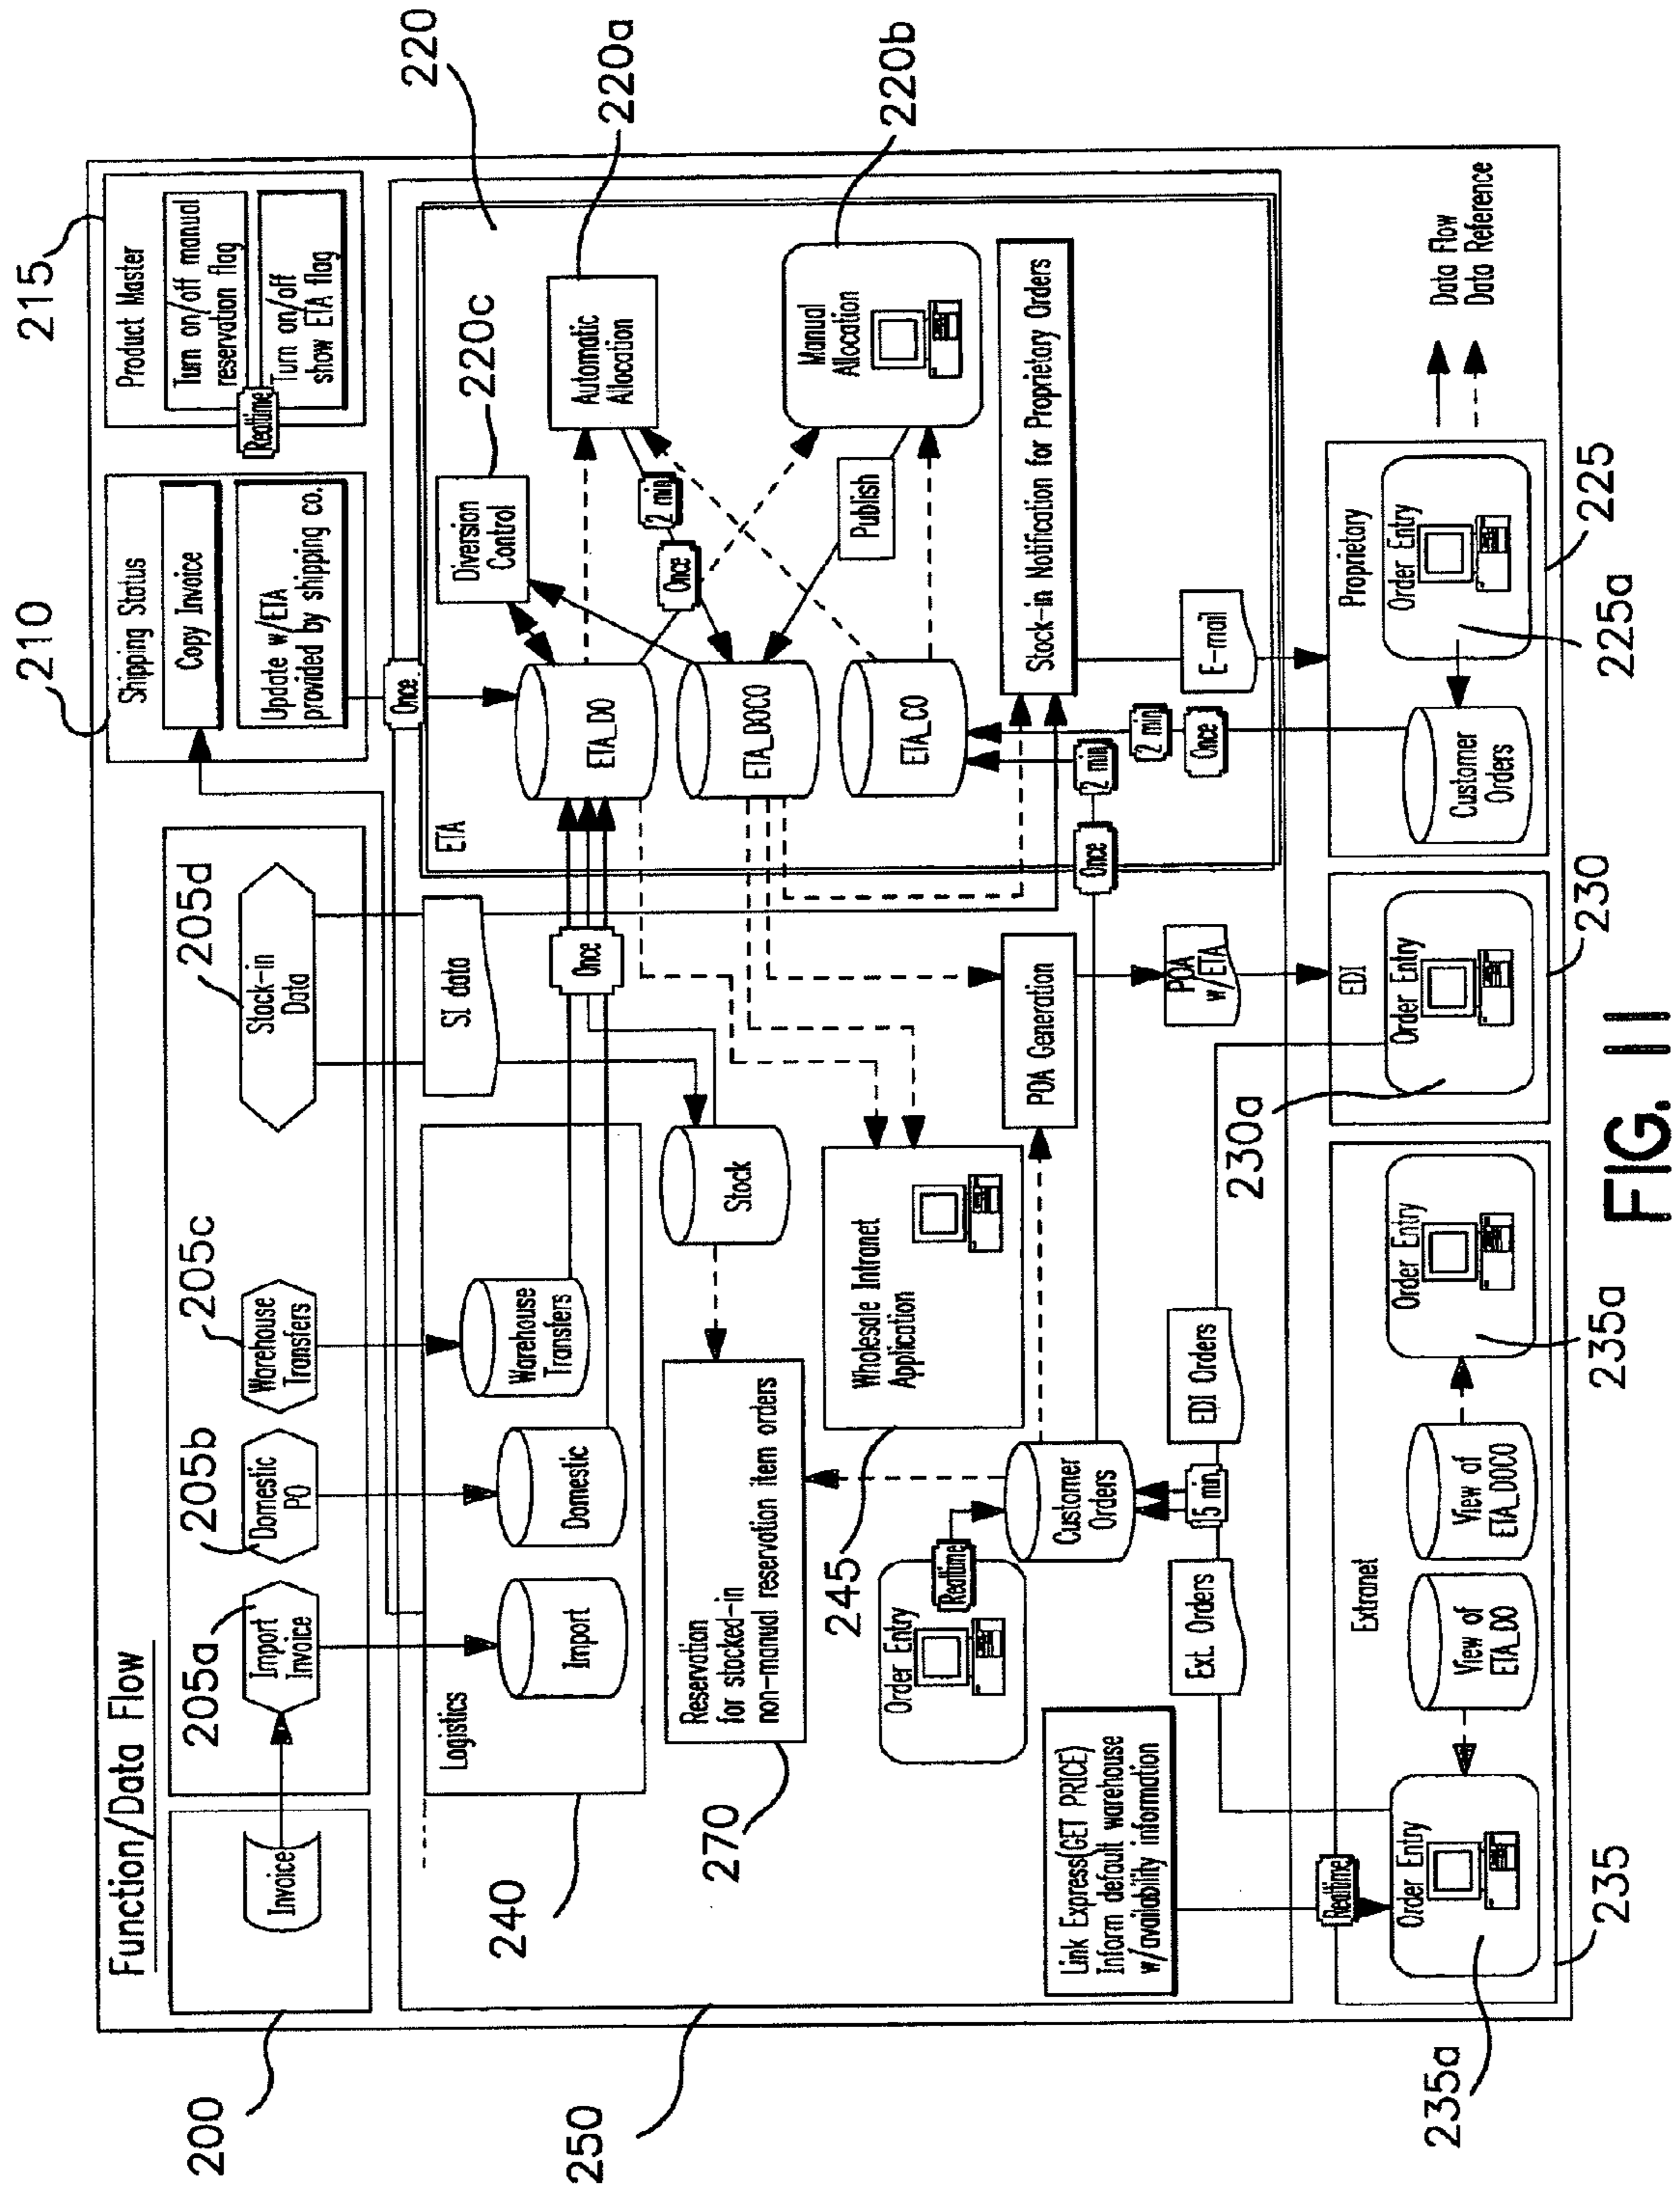 Function/Data Flow
200
Invoice
205a
Import
Invoice
205b
Domestic
PO
205c
Warehouse
Transfers
205d
Stock-in
Data
210
Shipping Status
Copy Invoice
Update w/ETA
provided by shipping co.
215
Product Master
Turn on/off manual
reservation flag
Realtime
Turn on/off
show ETA flag
240
Logistics
Import
Domestic
Warehouse
Transfers
SI data
Once
Once
250
270
Reservation
for stocked-in
non-manual reservation item orders
Stock
245
Wholesale Intranet
Application
Order Entry
Realtime
Customer
Orders
15 min.
Ext. Orders
EDI Orders
Link Express(GET PRICE)
Inform default warehouse
w/availability information
POA Generation
POA
w/ETA
ETA
220
ETA_DO
ETA_DOCO
ETA_CO
Diversion
Control
220c
Automatic
Allocation
220a
2 min
Once
Manual
Allocation
220b
Publish
Stock-in Notification for Proprietary Orders
E-mail
2 min
Once
2 min
Once
235
Extranet
Realtime
Order Entry
235a
View of
ETA_DO
View of
ETA_DOCO
Order Entry
235a
230
EDI
Order Entry
230a
225
Proprietary
Customer
Orders
Order Entry
225a
Data Flow
Data Reference
FIG. 11